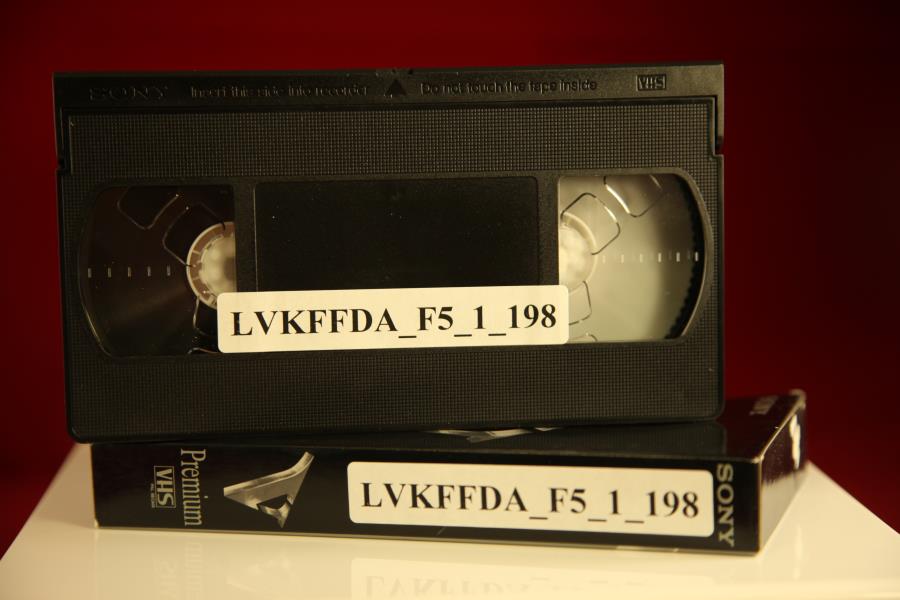 SONY Insert this side into recorder Do not touch the tape inside VHS
LVKFFDA_F5_1_198
Premium
VHS
LVKFFDA_F5_1_198
SONY